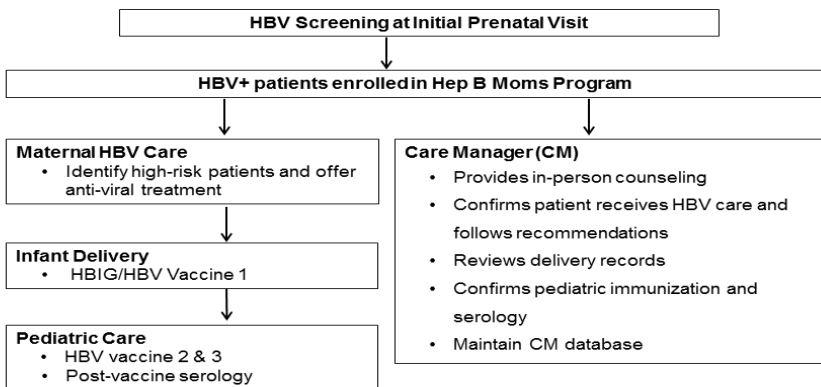 HBV Screening at Initial Prenatal Visit
HBV+ patients enrolled in Hep B Moms Program
Maternal HBV Care
• Identify high-risk patients and offer
anti-viral treatment
Infant Delivery
• HBIG/HBV Vaccine 1
Pediatric Care
• HBV vaccine 2 & 3
• Post-vaccine serology
Care Manager (CM)
• Provides in-person counseling
• Confirms patient receives HBV care and
follows recommendations
• Reviews delivery records
• Confirms pediatric immunization and
serology
• Maintain CM database